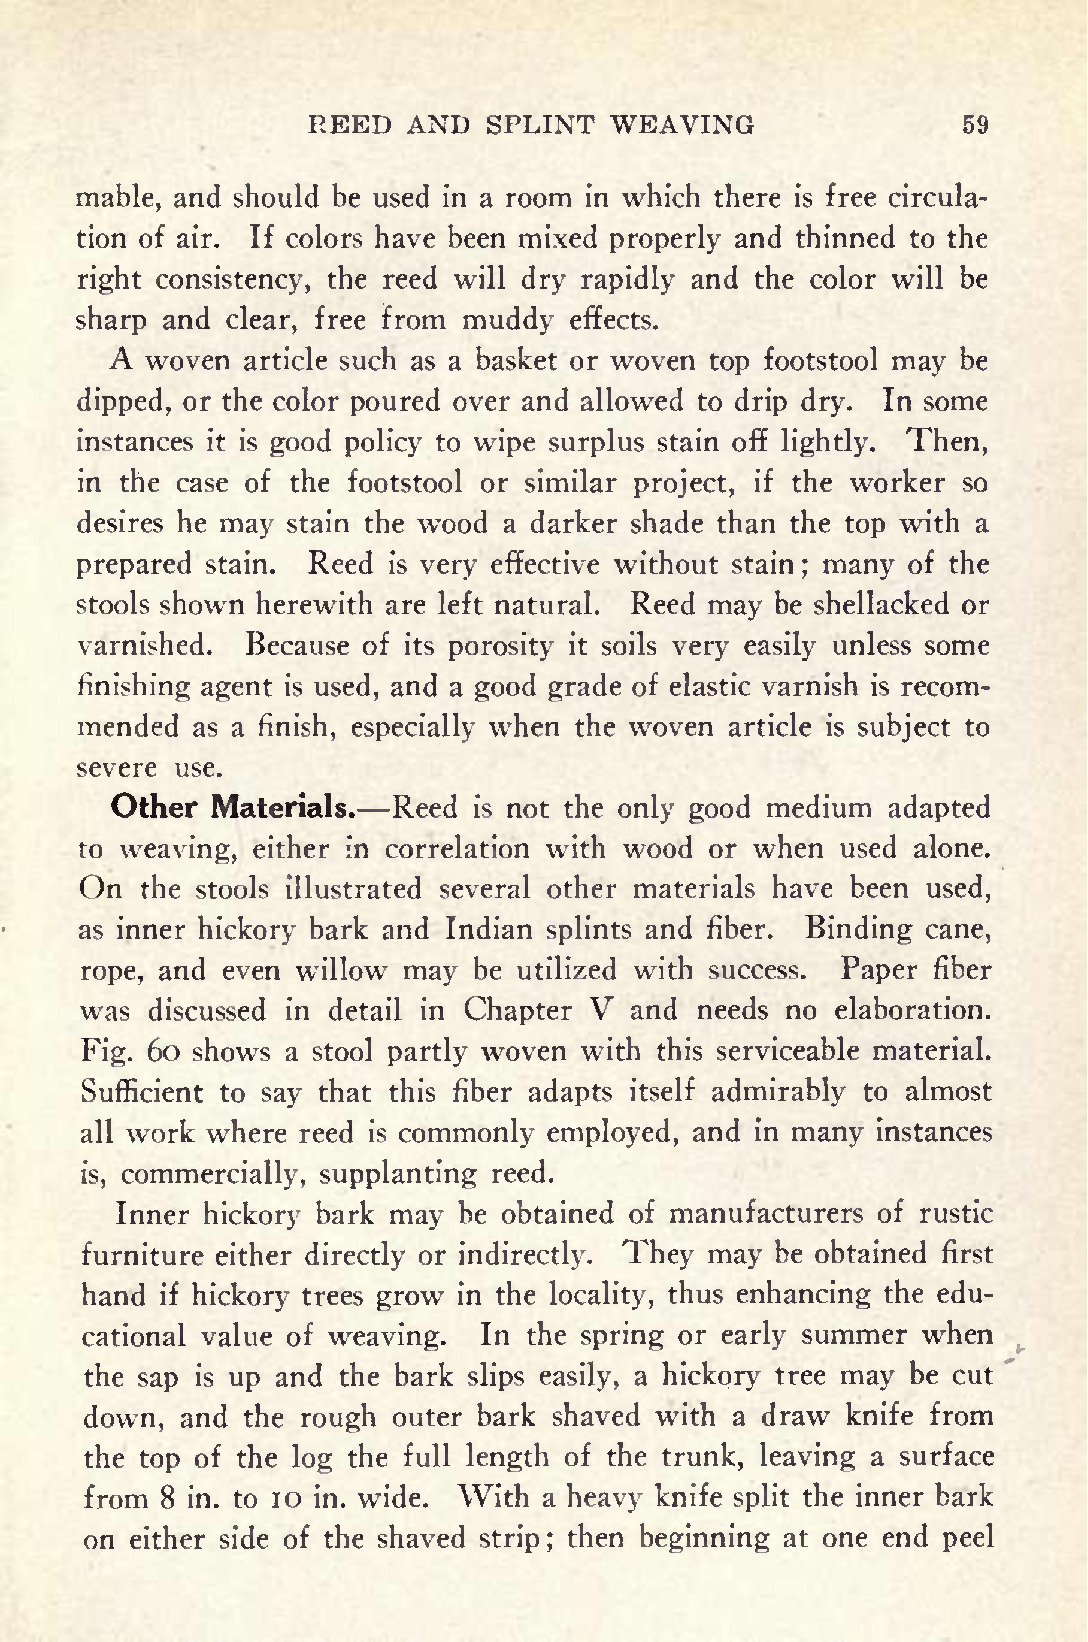 REED AND SPLINT WEAVING 59
mable, and should be used in a room in which there is free circula-
tion of air. If colors have been mixed properly and thinned to the
right consistency, the reed will dry rapidly and the color will be
sharp and clear, free from muddy effects.
A woven article such as a basket or woven top footstool may be
dipped, or the color poured over and allowed to drip dry. In some
instances it is good policy to wipe surplus stain off lightly. Then,
in the case of the footstool or similar project, if the worker so
desires he may stain the wood a darker shade than the top with a
prepared stain. Reed is very effective without stain; many of the
stools shown herewith are left natural. Reed may be shellacked or
varnished. Because of its porosity it soils very easily unless some
finishing agent is used, and a good grade of elastic varnish is recom-
mended as a finish, especially when the woven article is subject to
severe use.
Other Materials.—Reed is not the only good medium adapted
to weaving, either in correlation with wood or when used alone.
On the stools illustrated several other materials have been used,
as inner hickory bark and Indian splints and fiber. Binding cane,
rope, and even willow may be utilized with success. Paper fiber
was discussed in detail in Chapter V and needs no elaboration.
Fig. 60 shows a stool partly woven with this serviceable material.
Sufficient to say that this fiber adapts itself admirably to almost
all work where reed is commonly employed, and in many instances
is, commercially, supplanting reed.
Inner hickory bark may be obtained of manufacturers of rustic
furniture either directly or indirectly. They may be obtained first
hand if hickory trees grow in the locality, thus enhancing the edu-
cational value of weaving. In the spring or early summer when
the sap is up and the bark slips easily, a hickory tree may be cut
down, and the rough outer bark shaved with a draw knife from
the top of the log the full length of the trunk, leaving a surface
from 8 in. to 10 in. wide. With a heavy knife split the inner bark
on either side of the shaved strip; then beginning at one end peel